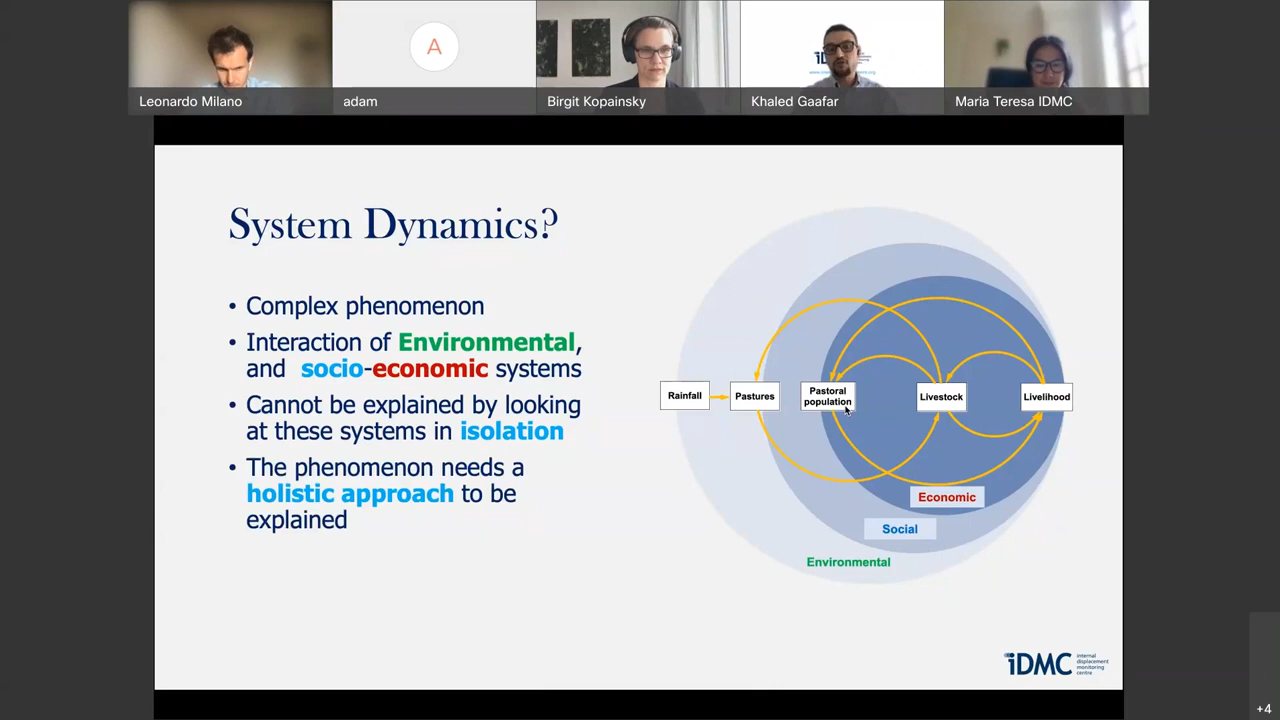 A
Leonardo Milano
adam
Birgit Kopainsky
Khaled Gaafar
Maria Teresa IDMC
System Dynamics?
• Complex phenomenon
• Interaction of Environmental,
and socio-economic systems
• Cannot be explained by looking
at these systems in isolation
• The phenomenon needs a
holistic approach to be
explained
Rainfall
Pastures
Pastoral
population
Livestock
Livelihood
Economic
Social
Environmental
iDMC
internal
displacement
monitoring
centre
+4